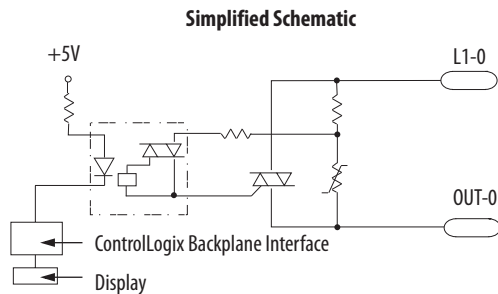 Simplified Schematic
+5V
L1-0
OUT-0
ControlLogix Backplane Interface
Display